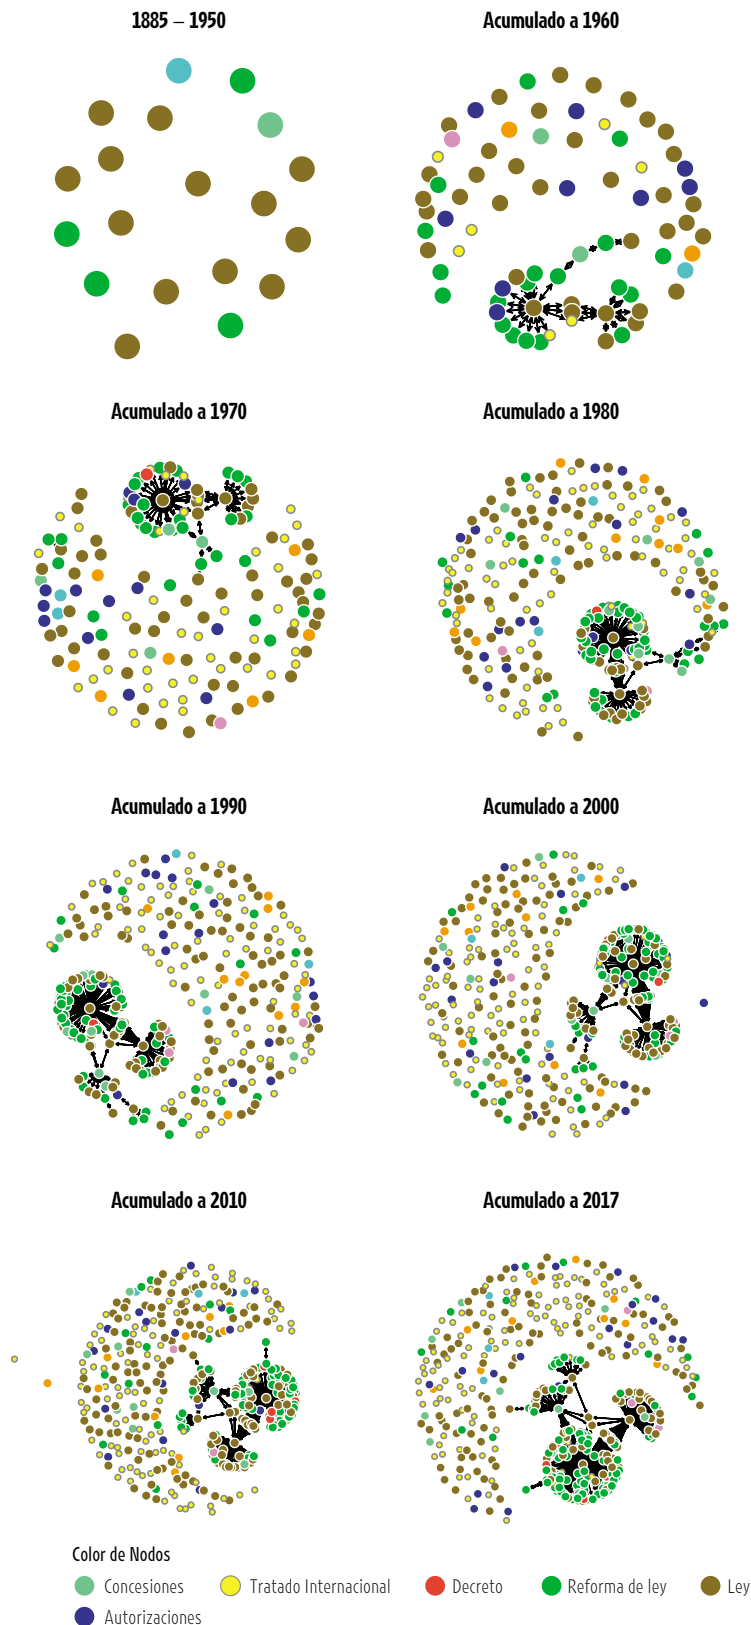 1885 – 1950
Acumulado a 1960
Acumulado a 1970
Acumulado a 1980
Acumulado a 1990
Acumulado a 2000
Acumulado a 2010
Acumulado a 2017
Color de Nodos
Concesiones
Tratado Internacional
Decreto
Reforma de ley
Ley
Autorizaciones